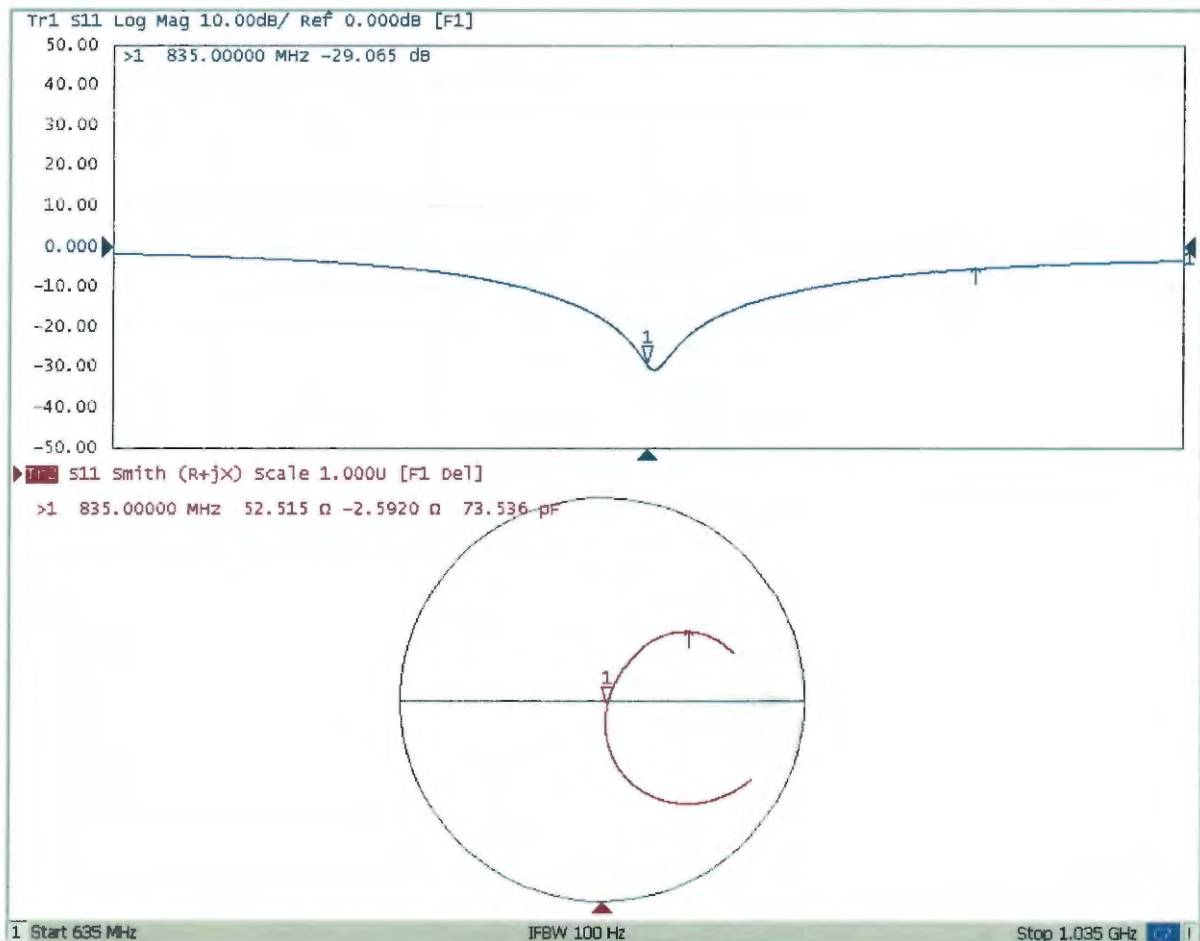 Tr1 S11 Log Mag 10.00dB/ Ref 0.000dB [F1]
>1 835.00000 MHz -29.065 dB
50.00
40.00
30.00
20.00
10.00
0.000
-10.00
-20.00
-30.00
-40.00
-50.00
1
1
Tr2 S11 Smith (R+jX) Scale 1.000U [F1 Del]
>1 835.00000 MHz 52.515 Ω -2.5920 Ω 73.536 pF
1
1 Start 635 MHz IFBW 100 Hz Stop 1.035 GHz C2